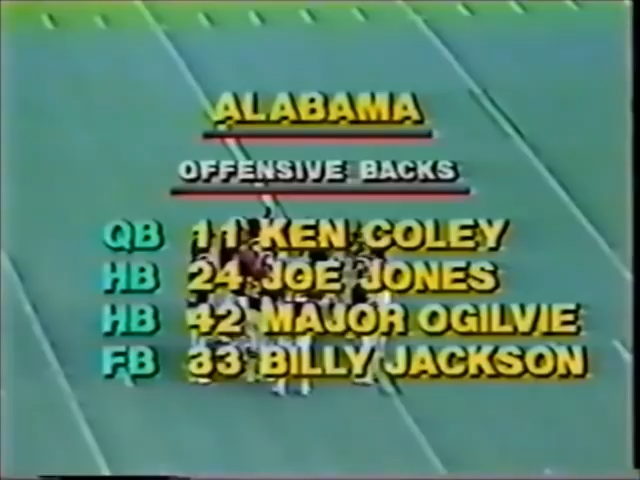 ALABAMA
OFFENSIVE BACKS
QB 11 KEN COLEY
HB 24 JOE JONES
HB 42 MAJOR OGILVIE
FB 33 BILLY JACKSON